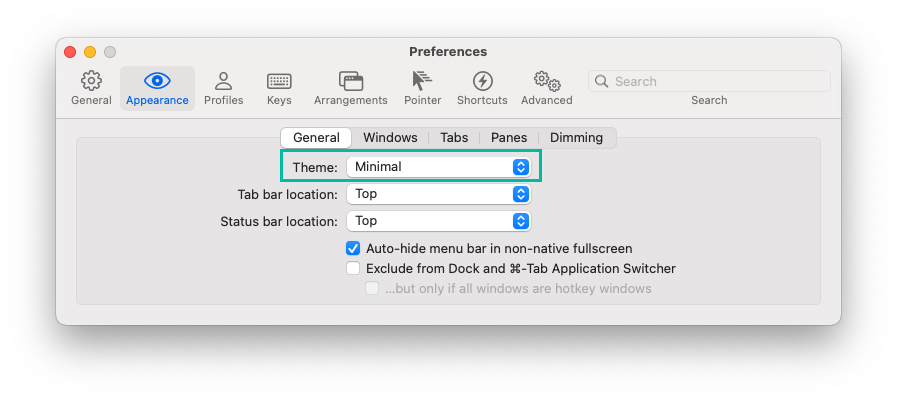 Preferences
General Appearance Profiles Keys Arrangements Pointer Shortcuts Advanced Search
Search
General Windows Tabs Panes Dimming
Theme: Minimal
Tab bar location: Top
Status bar location: Top
Auto-hide menu bar in non-native fullscreen
Exclude from Dock and ⌘-Tab Application Switcher
...but only if all windows are hotkey windows